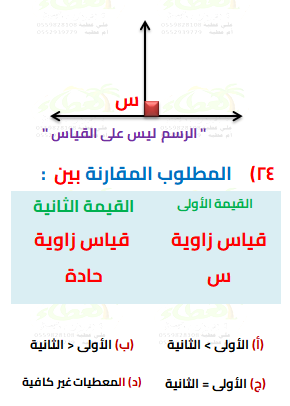 س
" الرسم ليس على القياس "
٢٤) المطلوب المقارنة بين :
القيمة الأولى
القيمة الثانية
قياس زاوية س
قياس زاوية حادة
(أ) الأولى > الثانية
(ب) الأولى < الثانية
(ج) الأولى = الثانية
(د) المعطيات غير كافية